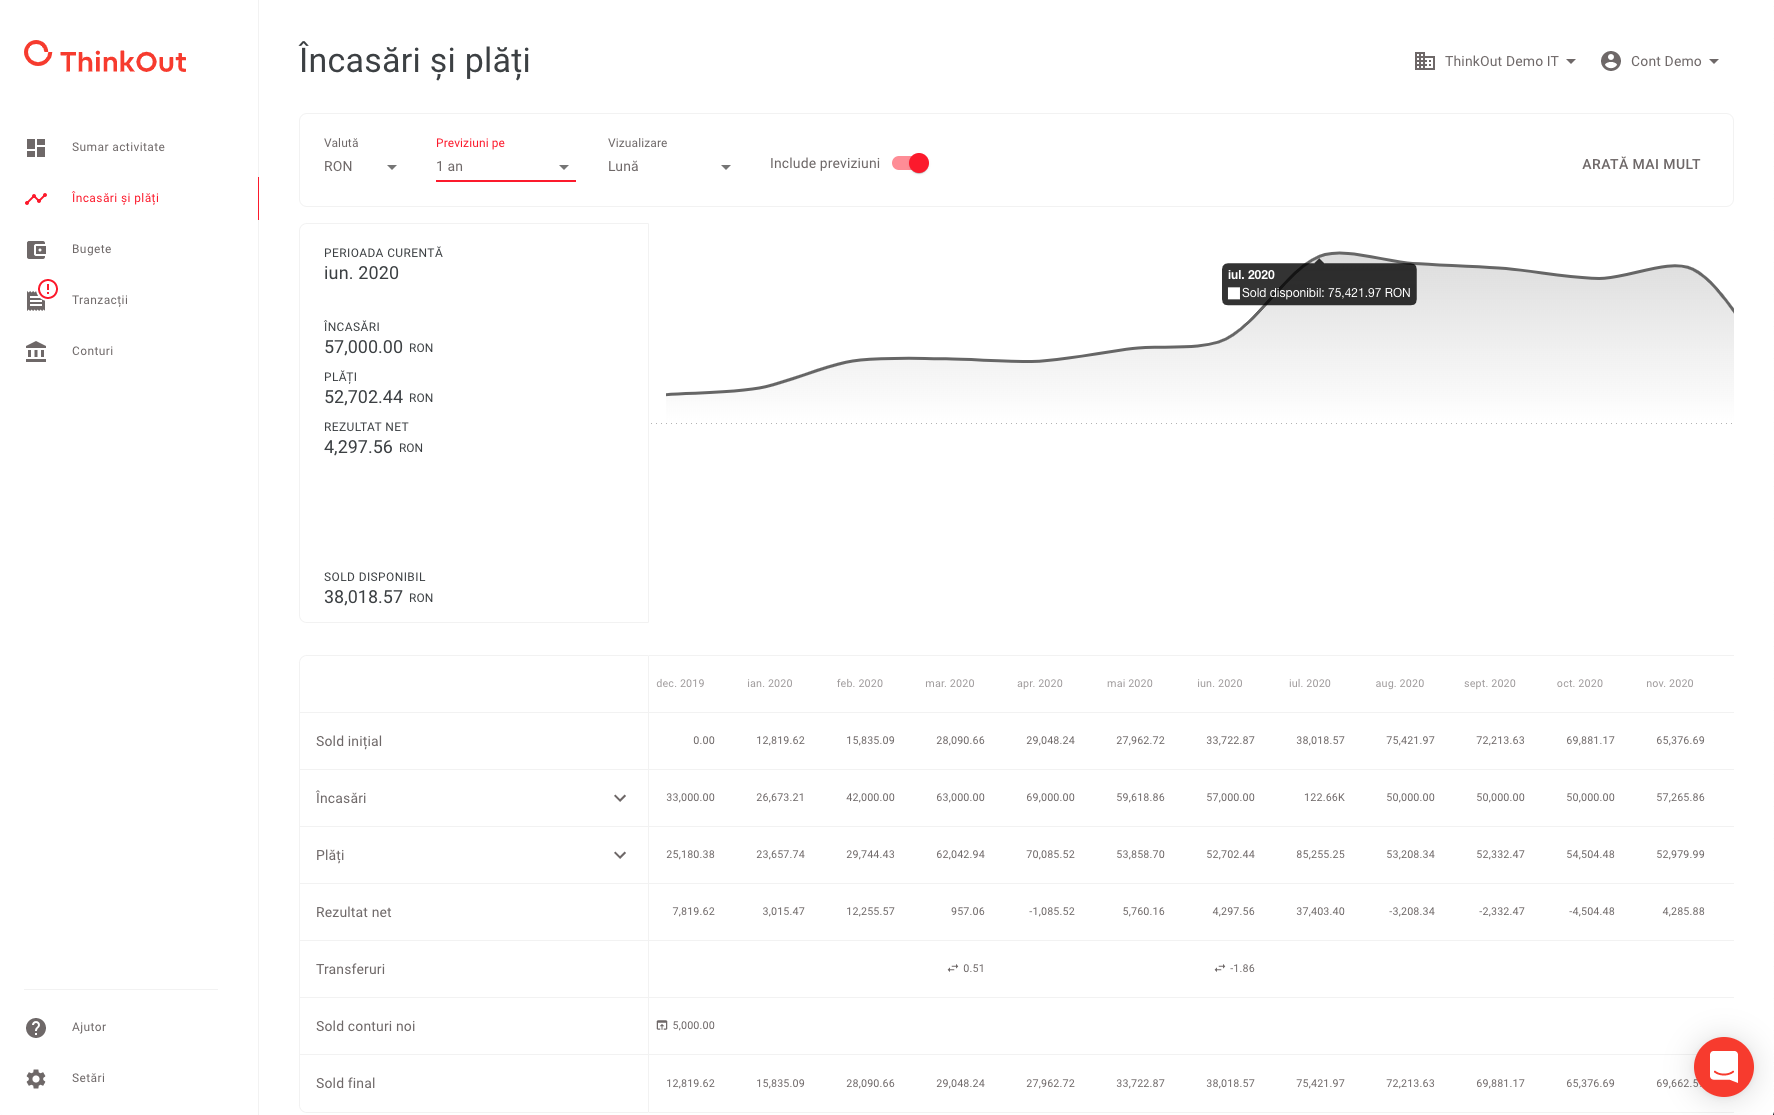 ThinkOut
Încasări și plăți
ThinkOut Demo IT
Cont Demo
Sumar activitate
Încasări și plăți
Bugete
Tranzacții
Conturi
Valută
RON
Previziuni pe
1 an
Vizualizare
Lună
Include previziuni
ARATĂ MAI MULT
PERIOADA CURENTĂ
iun. 2020
ÎNCASĂRI
57,000.00 RON
PLĂȚI
52,702.44 RON
REZULTAT NET
4,297.56 RON
SOLD DISPONIBIL
38,018.57 RON
iul. 2020
Sold disponibil: 75,421.97 RON
dec. 2019 ian. 2020 feb. 2020 mar. 2020 apr. 2020 mai 2020 iun. 2020 iul. 2020 aug. 2020 sept. 2020 oct. 2020 nov. 2020
Sold inițial 0.00 12,819.62 15,835.09 28,090.66 29,048.24 27,962.72 33,722.87 38,018.57 75,421.97 72,213.63 69,881.17 65,376.69
Încasări 33,000.00 26,673.21 42,000.00 63,000.00 69,000.00 59,618.86 57,000.00 122.66K 50,000.00 50,000.00 50,000.00 57,265.86
Plăți 25,180.38 23,657.74 29,744.43 62,042.94 70,085.52 53,858.70 52,702.44 85,255.25 53,208.34 52,332.47 54,504.48 52,979.99
Rezultat net 7,819.62 3,015.47 12,255.57 957.06 -1,085.52 5,760.16 4,297.56 37,403.40 -3,208.34 -2,332.47 -4,504.48 4,285.88
Transferuri 0.51 -1.86
Sold conturi noi 5,000.00
Sold final 12,819.62 15,835.09 28,090.66 29,048.24 27,962.72 33,722.87 38,018.57 75,421.97 72,213.63 69,881.17 65,376.69
Ajutor
Setări